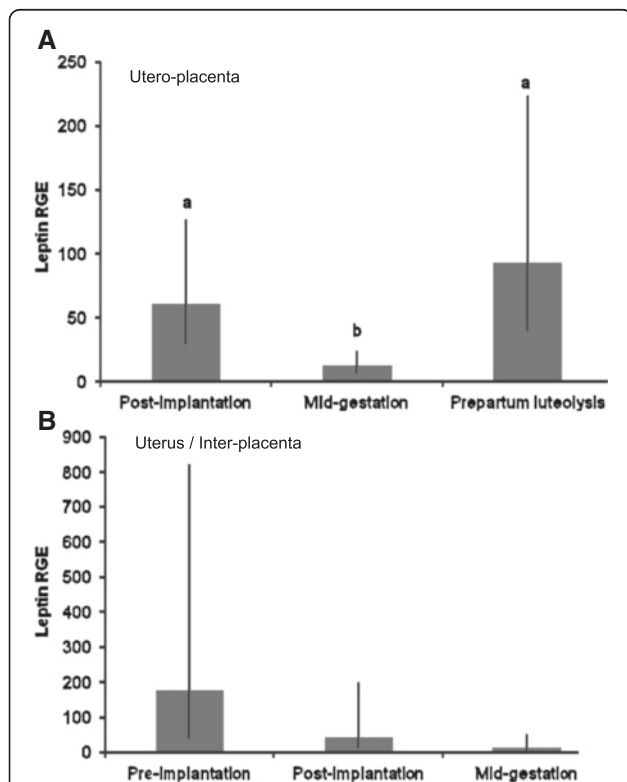 A
250
Utero-placenta
a
200
150
a
Leptin RGE
100
b
50
0
Post-implantation Mid-gestation Prepartum luteolysis
B
900
Uterus / Inter-placenta
800
700
600
500
Leptin RGE
400
300
200
100
0
Pre-implantation Post-implantation Mid-gestation